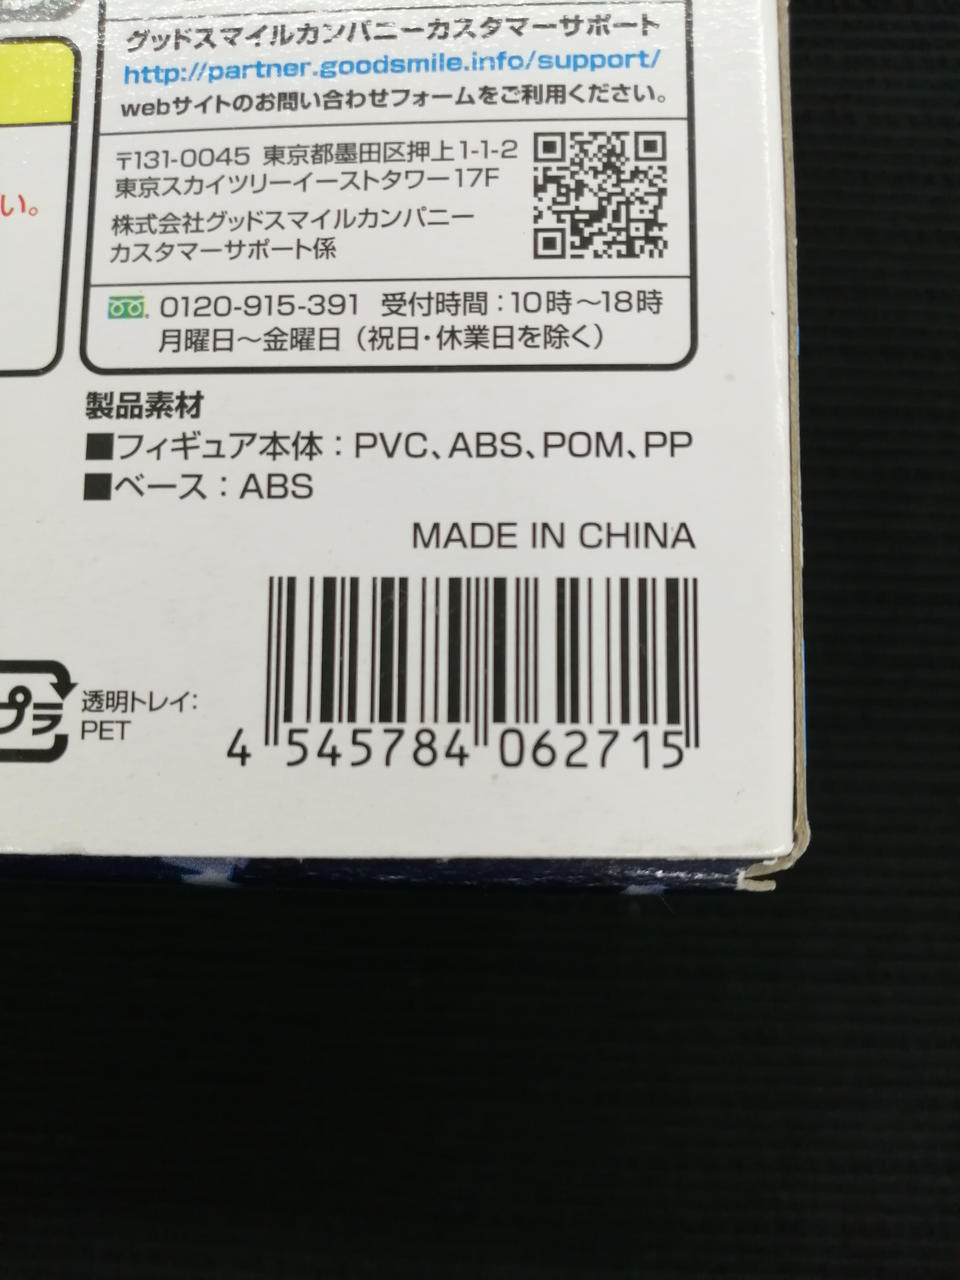 グッドスマイルカンパニーカスタマーサポート
http://partner.goodsmile.info/support/
webサイトのお問い合わせフォームをご利用ください。
〒131-0045 東京都墨田区押上1-1-2
東京スカイツリーイーストタワー17F
い。
株式会社グッドスマイルカンパニー
カスタマーサポート係
0120-915-391 受付時間:10時~18時
月曜日~金曜日(祝日・休業日を除く)
製品素材
■フィギュア本体:PVC、ABS、POM、PP
■ベース:ABS
MADE IN CHINA
プラ
透明トレイ:
PET
4 545784 062715